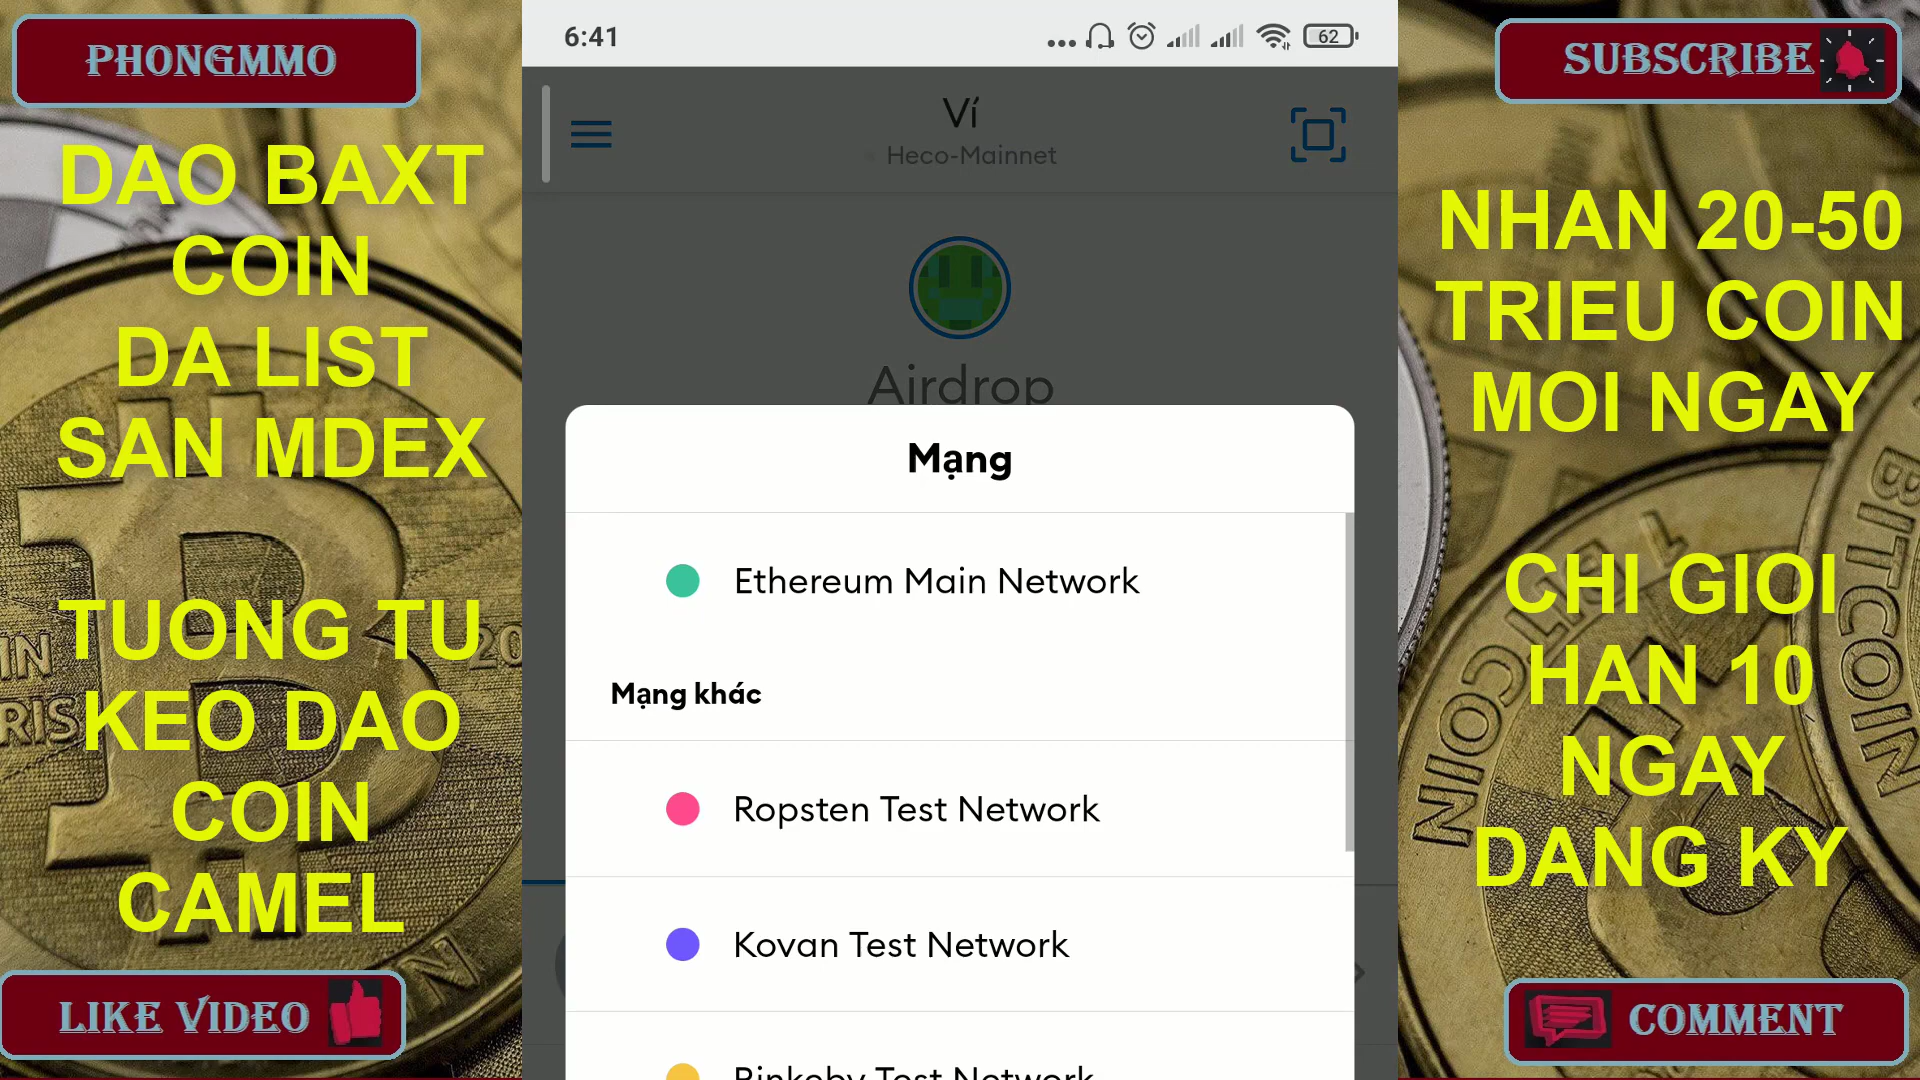 PHONGMMO
DAO BAXT
COIN
DA LIST
SAN MDEX
TUONG TU
KEO DAO
COIN
CAMEL
LIKE VIDEO
6:41
62
Ví
Heco-Mainnet
Airdrop
Mạng
Ethereum Main Network
Mạng khác
Ropsten Test Network
Kovan Test Network
Rinkeby Test Network
SUBSCRIBE
NHAN 20-50
TRIEU COIN
MOI NGAY
CHI GIOI
HAN 10
NGAY
DANG KY
COMMENT
BITCOIN
BITCOIN